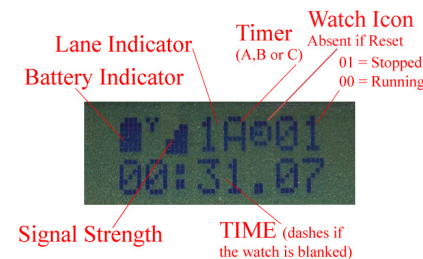 Watch Icon
Absent if Reset
Timer
(A,B or C)
01 = Stopped
00 = Running
Lane Indicator
Battery Indicator
1A 01
00:31.07
Signal Strength
TIME (dashes if
the watch is blanked)